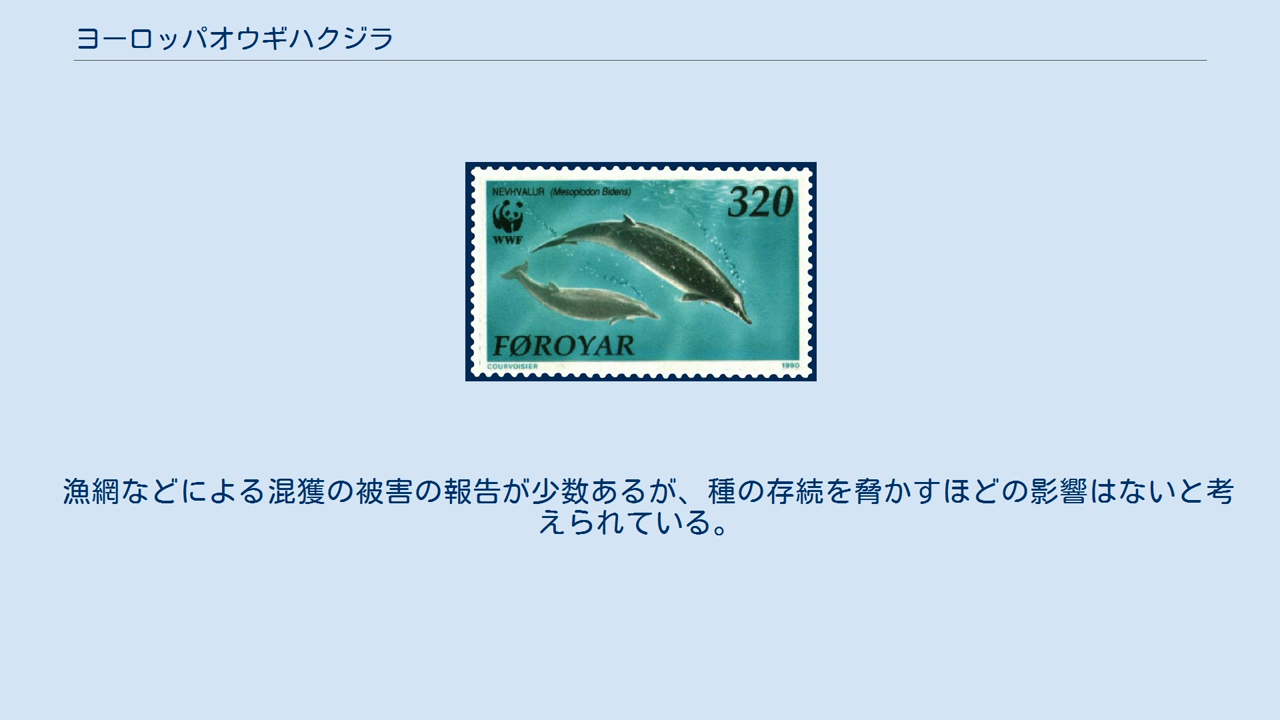 ヨーロッパオウギハクジラ
NEVHVALUR (Mesoplodon Bidens)
320
WWF
FØROYAR
COURVOISIER
1990
漁網などによる混獲の被害の報告が少数あるが、種の存続を脅かすほどの影響はないと考
えられている。